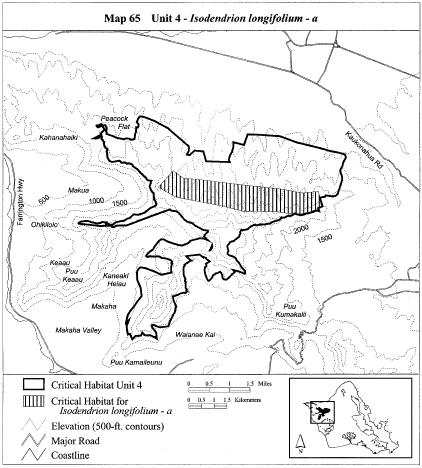 Map 65 Unit 4 - Isodendrion longifolium - a
Peacock
Flat
Kahanahaiki
Kaukonahua Rd
Makua
500
1000
1500
Farrington Hwy
Ohikilolo
2000
1500
Keaau
Puu
Keaau
Kaneaki
Heiau
Makaha
Puu
Kumakalii
Makaha Valley
Waianae Kai
Puu Kamaileunu
Critical Habitat Unit 4
Critical Habitat for
Isodendrion longifolium - a
Elevation (500-ft. contours)
Major Road
Coastline
0 0.5 1 1.5 Miles
0 0.5 1 1.5 Kilometers
N